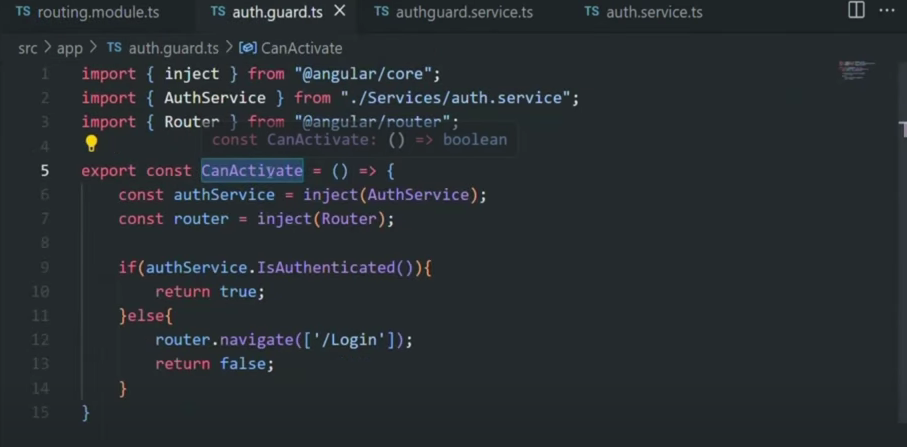 routing.module.ts auth.guard.ts authguard.service.ts auth.service.ts
src > app > TS auth.guard.ts > CanActivate
1 import { inject } from "@angular/core";
2 import { AuthService } from "./Services/auth.service";
3 import { Router } from "@angular/router";
const CanActivate: () => boolean
4
5 export const CanActivate = () => {
6 const authService = inject(AuthService);
7 const router = inject(Router);
8
9 if(authService.IsAuthenticated()){
10 return true;
11 }else{
12 router.navigate(['/Login']);
13 return false;
14 }
15 }